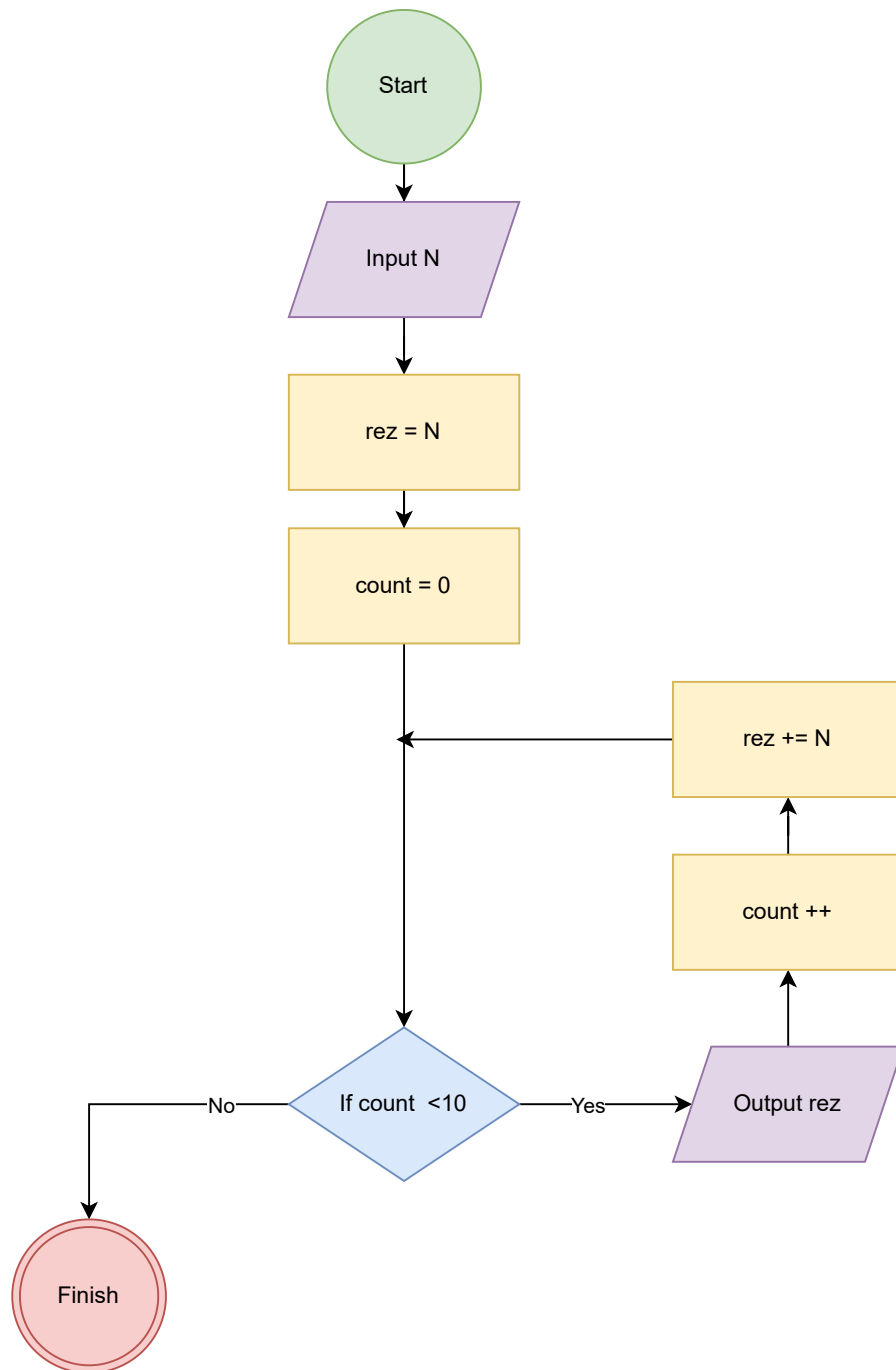 Start
Input N
rez = N
count = 0
rez += N
count ++
No
If count  <10
Yes
Output rez
Finish